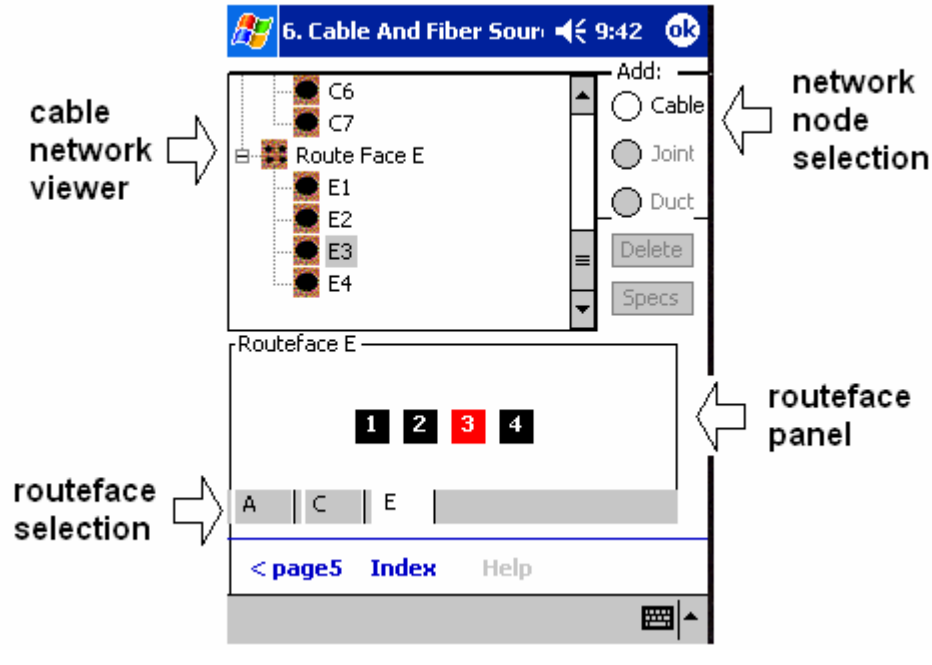 6. Cable And Fiber Sour
9:42
ok
Add:
C6
Cable
C7
Joint
Route Face E
E1
Duct
E2
E3
Delete
E4
Specs
Routeface E
1 2 3 4
A C E
< page5 Index Help
cable
network
viewer
network
node
selection
routeface
panel
routeface
selection